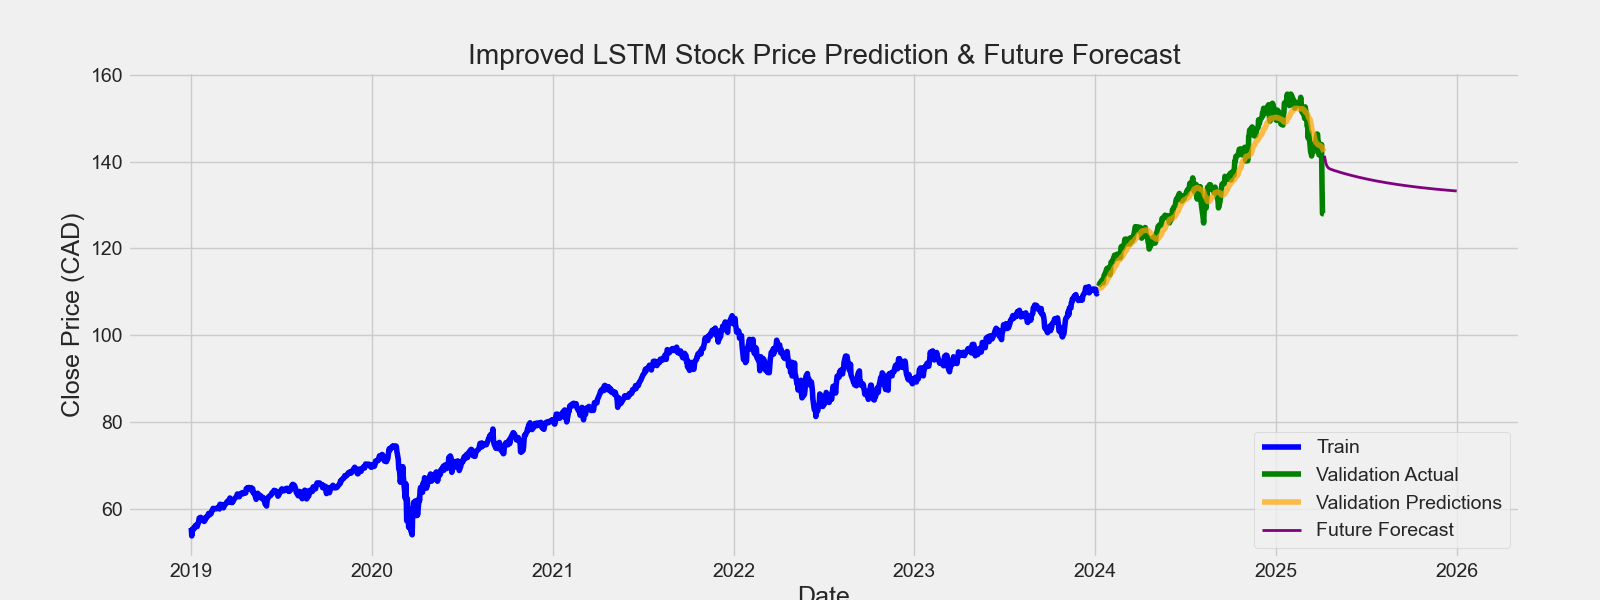 Improved LSTM Stock Price Prediction & Future Forecast
Close Price (CAD)
160
140
120
100
80
60
2019
2020
2021
2022
2023
2024
2025
2026
Date
Train
Validation Actual
Validation Predictions
Future Forecast